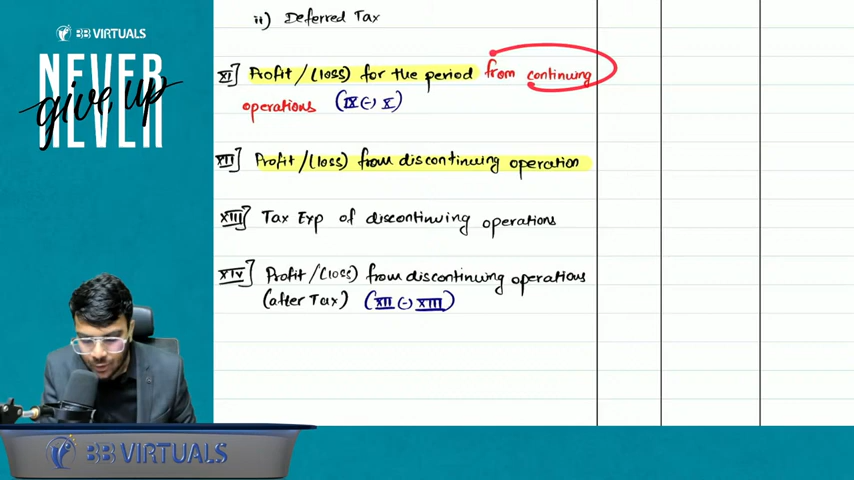 BB VIRTUALS
NEVER
give up
NEVER
ii) Deferred Tax
XI] Profit/(loss) for the period from continuing
operations (IX (-) X)
XII] Profit/(loss) from discontinuing operation
XIII] Tax Exp of discontinuing operations
XIV] Profit/(loss) from discontinuing operations
(after Tax) (XII (-) XIII)
BB VIRTUALS